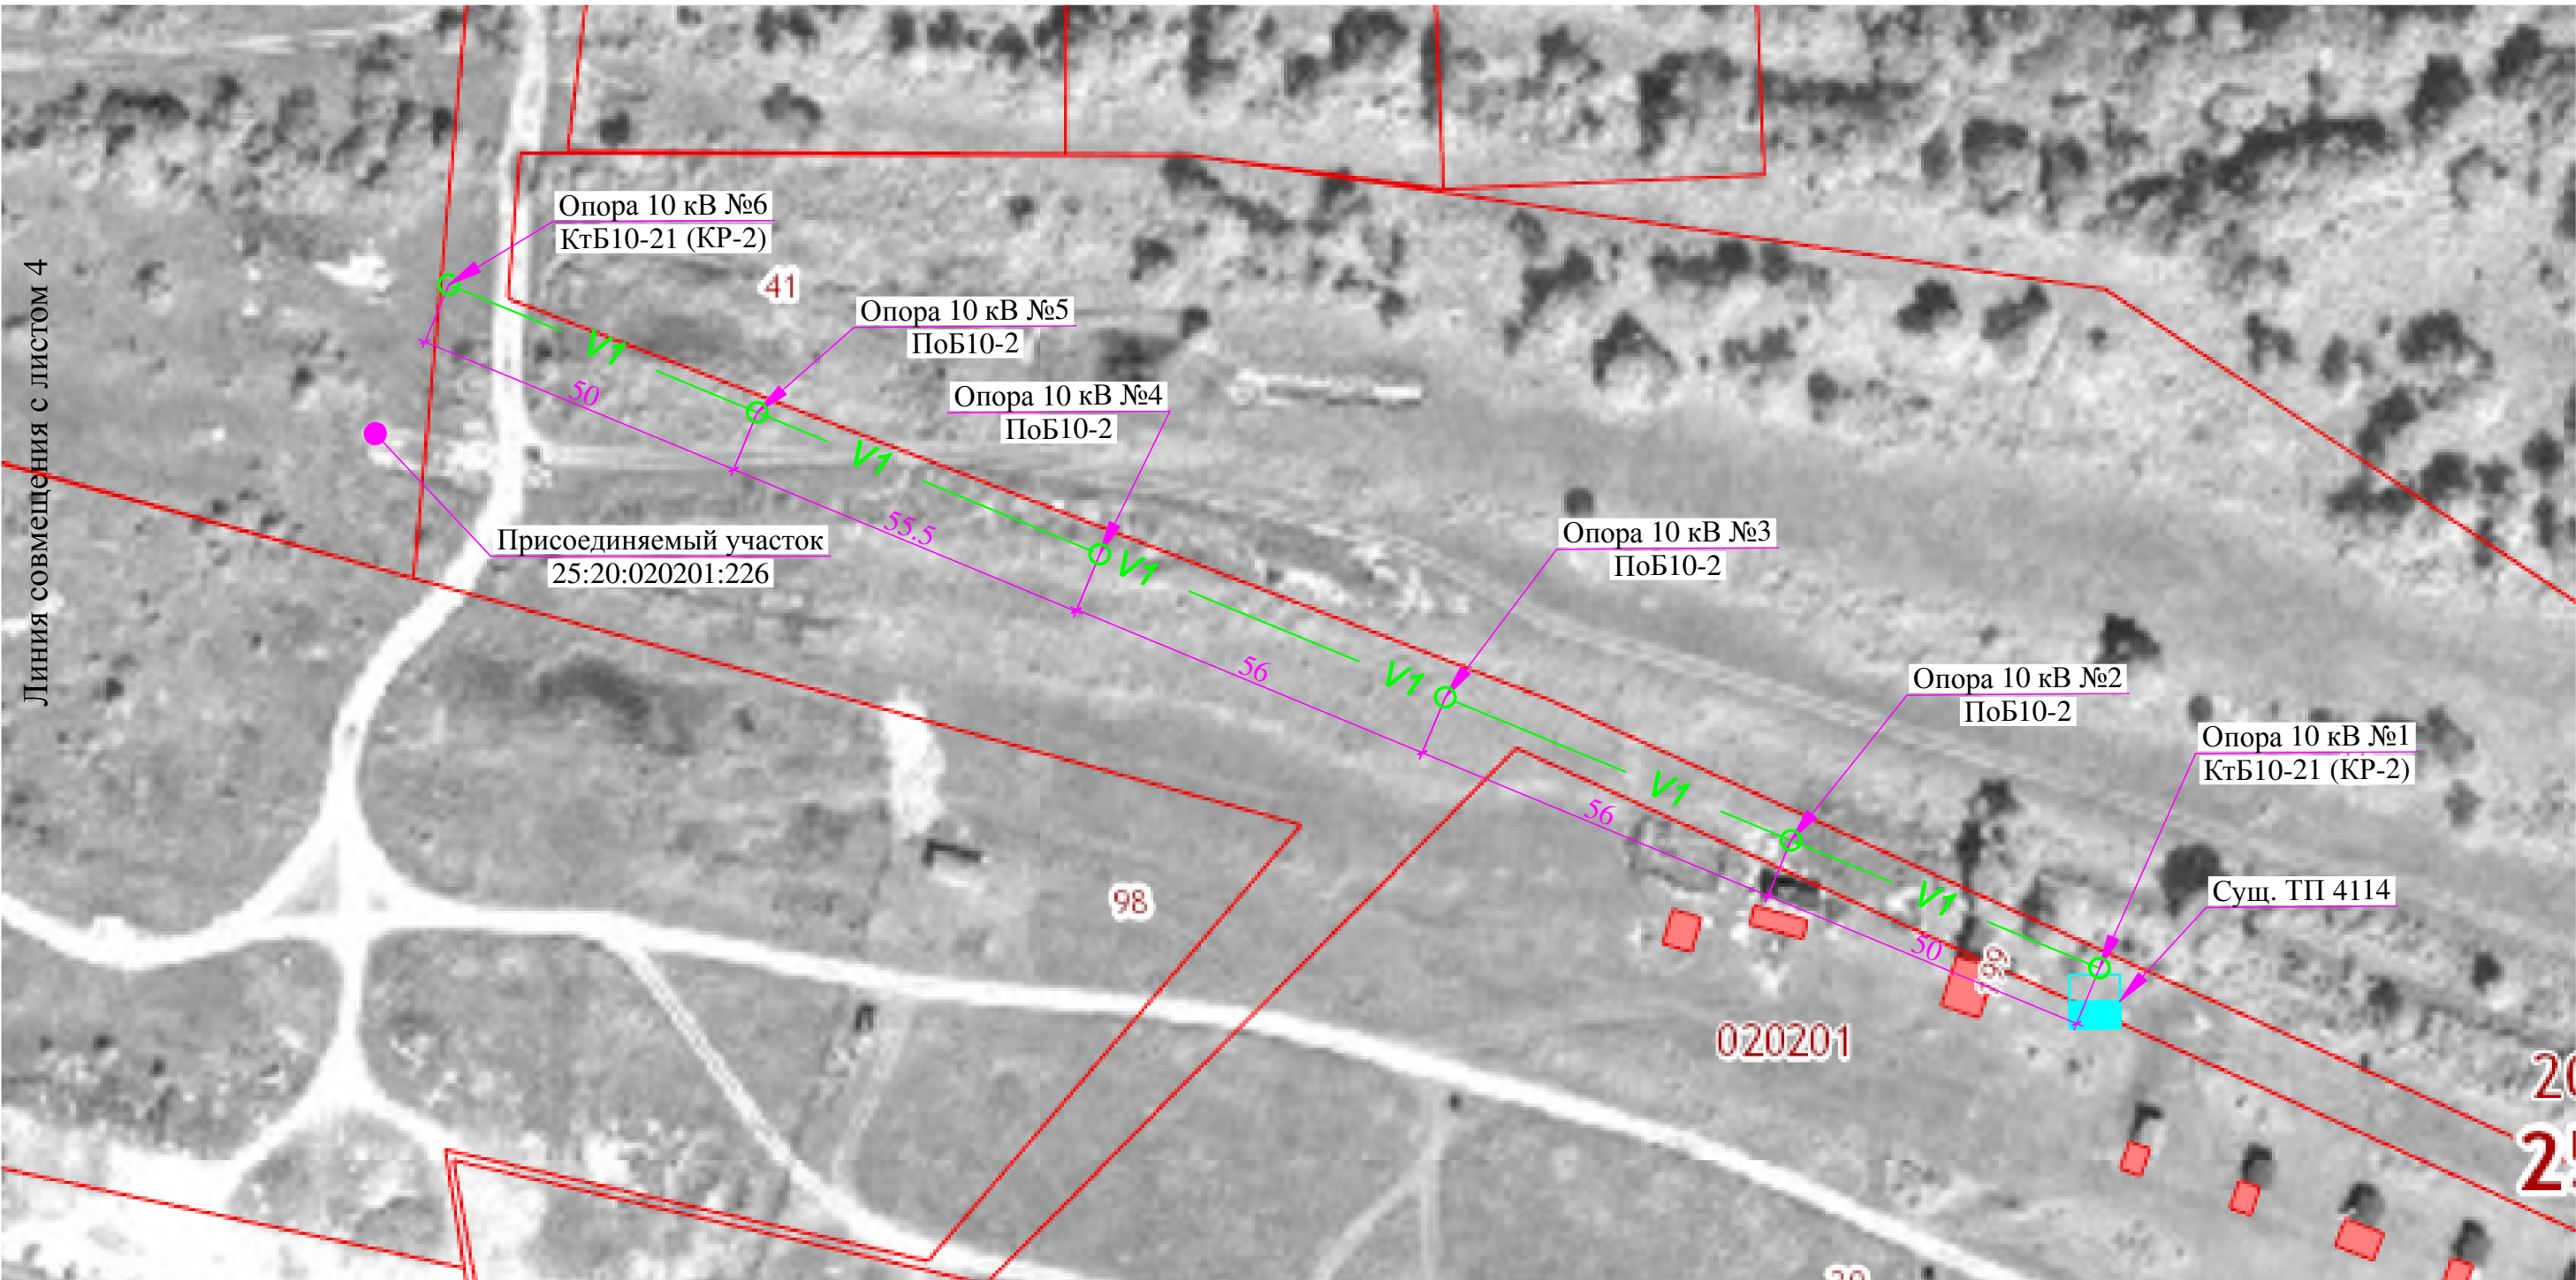 Линия совмещения с листом 4
Опора 10 кВ №6
КтБ10-21 (КР-2)
41
Опора 10 кВ №5
ПоБ10-2
Опора 10 кВ №4
ПоБ10-2
V1
50
V1
55.5
V1
Присоединяемый участок
25:20:020201:226
Опора 10 кВ №3
ПоБ10-2
56
V1
Опора 10 кВ №2
ПоБ10-2
Опора 10 кВ №1
КтБ10-21 (КР-2)
V1
56
Сущ. ТП 4114
V1
98
50
020201